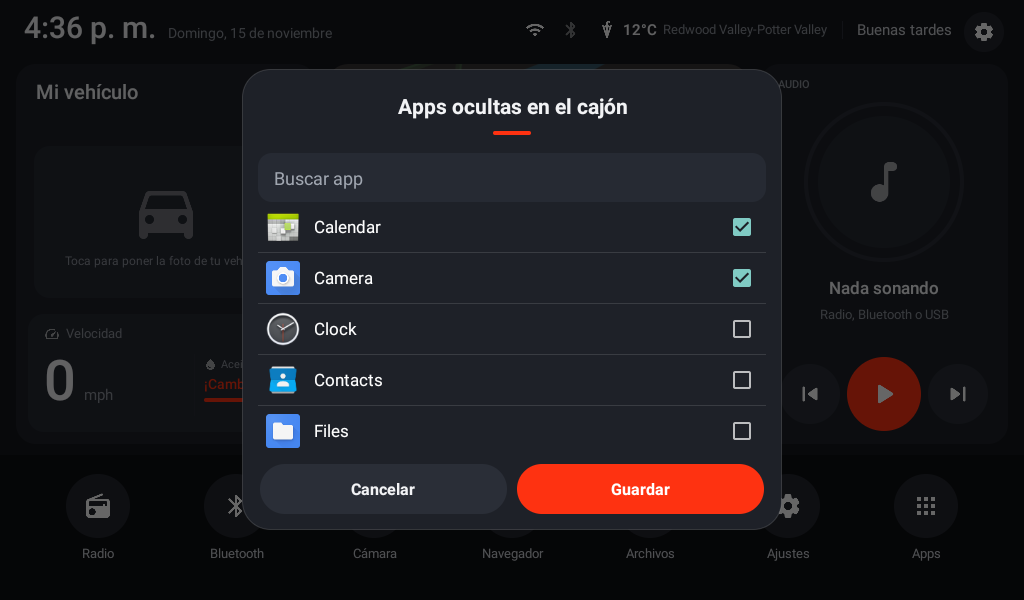 4:36 p. m.
Domingo, 15 de noviembre
12°C
Redwood Valley-Potter Valley
Buenas tardes
Mi vehículo
AUDIO
Apps ocultas en el cajón
Buscar app
Calendar
Camera
Clock
Contacts
Files
Cancelar
Guardar
Toca para poner la foto de tu veh
Velocidad
0 mph
Acei
¡Camb
Nada sonando
Radio, Bluetooth o USB
Radio
Bluetooth
Cámara
Navegador
Archivos
Ajustes
Apps